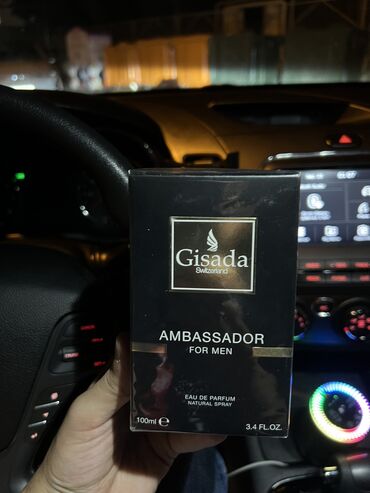 Gisada
Switzerland
AMBASSADOR
FOR MEN
EAU DE PARFUM
NATURAL SPRAY
100ml e 3.4 FL.OZ.